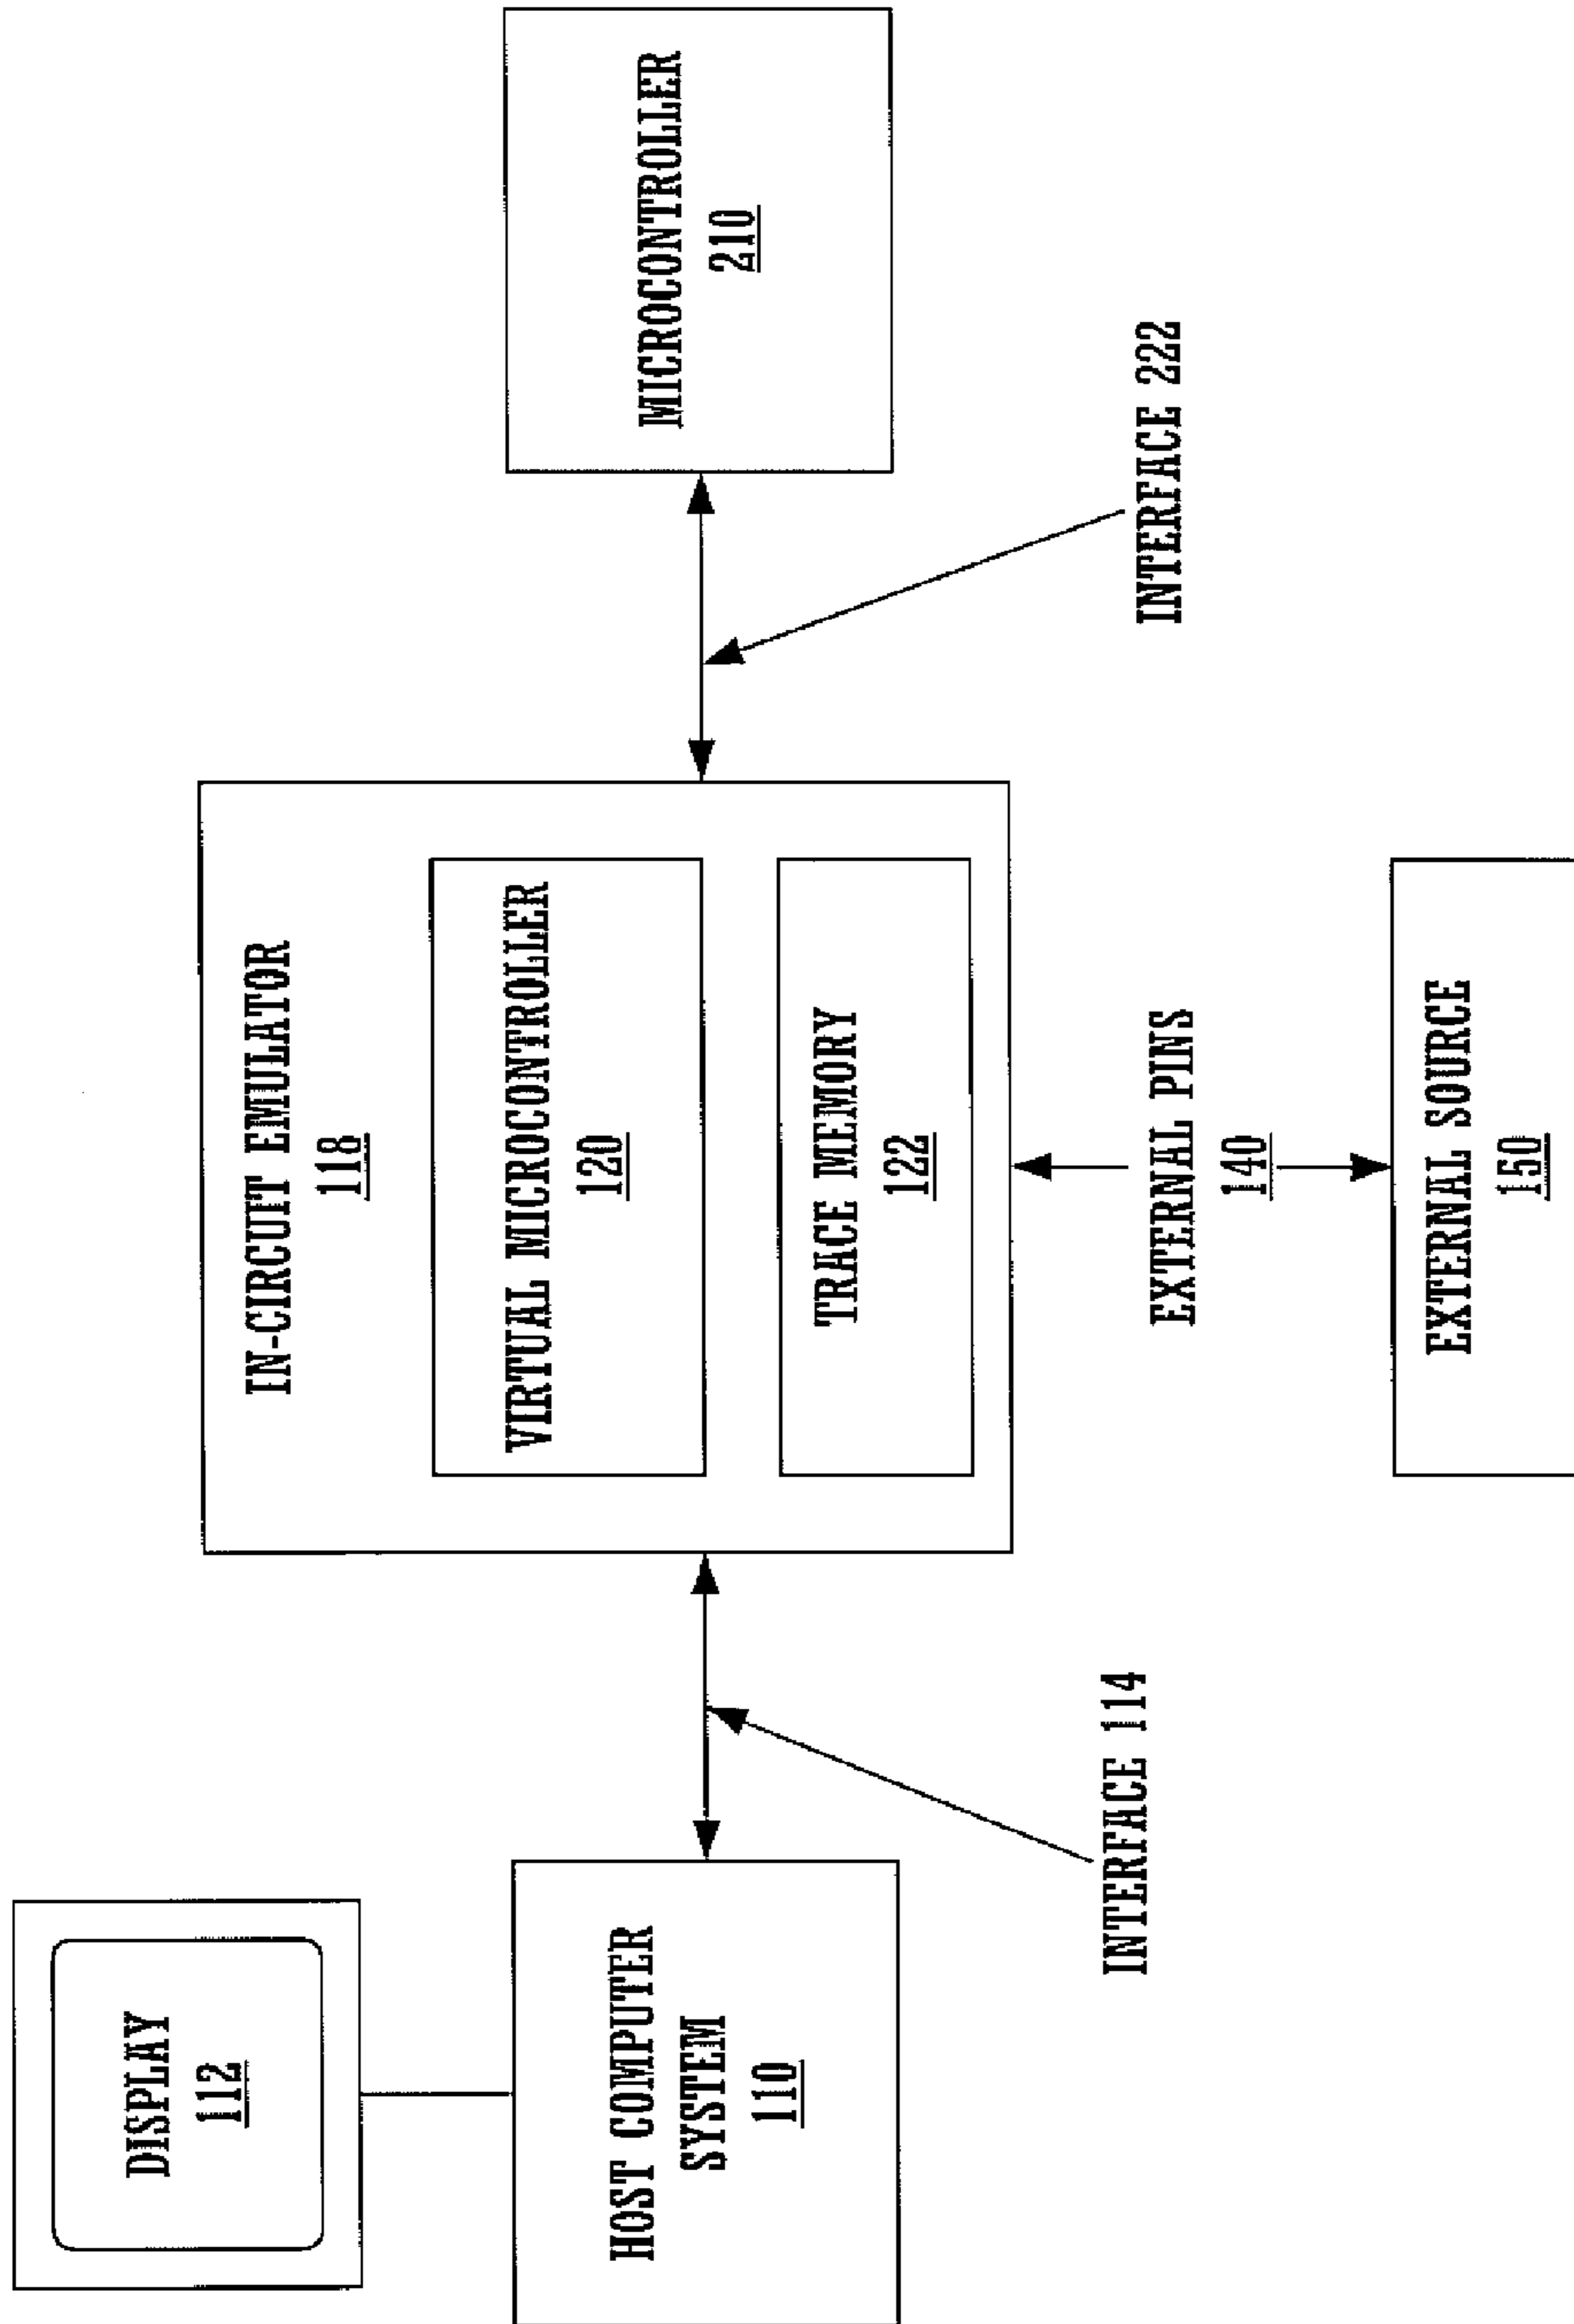 DISPLAY
112
HOST COMPUTER
SYSTEM
110
INTERFACE 114
IN-CIRCUIT EMULATOR
118
VIRTUAL MICROCONTROLLER
120
TRACE MEMORY
122
EXTERNAL PINS
140
EXTERNAL SOURCE
150
MICROCONTROLLER
210
INTERFACE 222